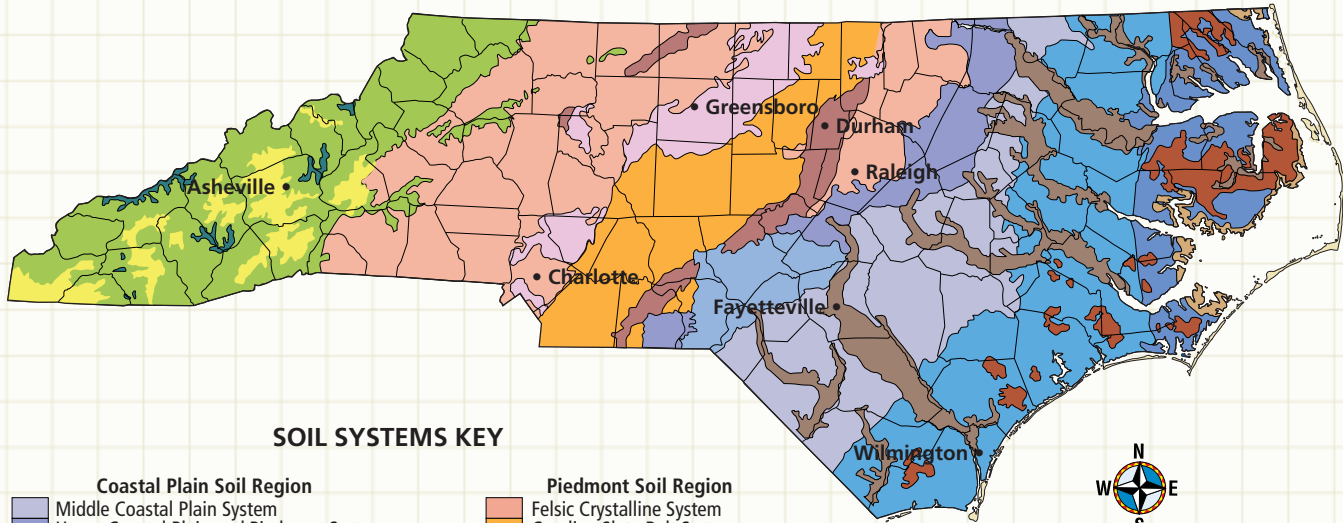 Greensboro
Durham
Raleigh
Asheville
Charlotte
Fayetteville
Wilmington
SOIL SYSTEMS KEY
N
W E
S
Coastal Plain Soil Region
Middle Coastal Plain System
Piedmont Soil Region
Felsic Crystalline System